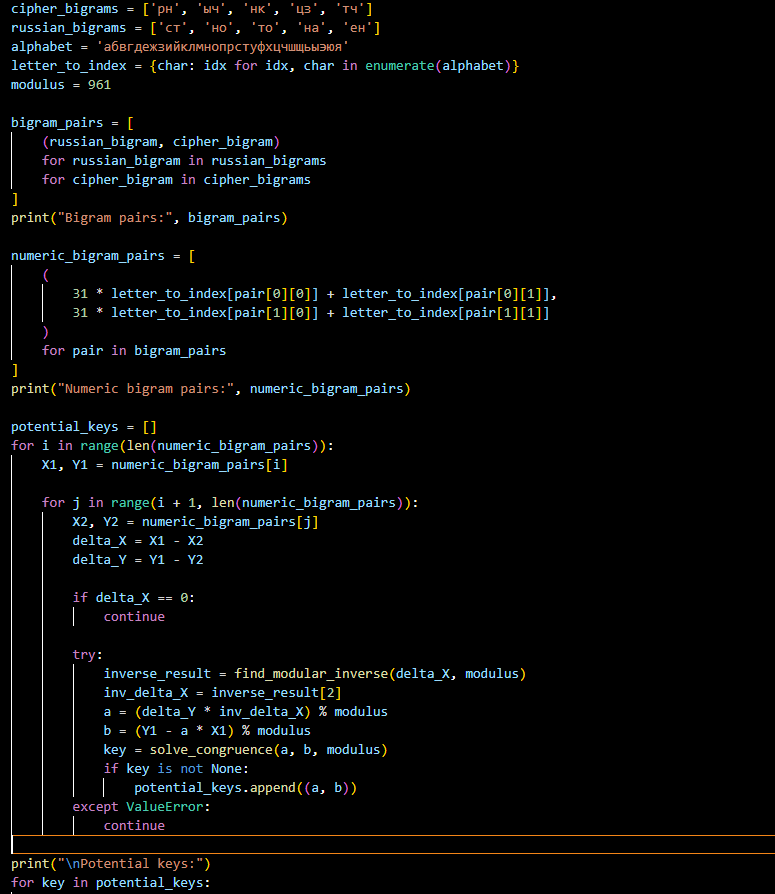 cipher_bigrams = ['рн', 'ыч', 'нк', 'цз', 'тч']
russian_bigrams = ['ст', 'но', 'то', 'на', 'ен']
alphabet = 'абвгдежзийклмнопрстуфхцчшщьыэюя'
letter_to_index = {char: idx for idx, char in enumerate(alphabet)}
modulus = 961

bigram_pairs = [
    (russian_bigram, cipher_bigram)
    for russian_bigram in russian_bigrams
    for cipher_bigram in cipher_bigrams
]
print("Bigram pairs:", bigram_pairs)

numeric_bigram_pairs = [
    (
        31 * letter_to_index[pair[0][0]] + letter_to_index[pair[0][1]],
        31 * letter_to_index[pair[1][0]] + letter_to_index[pair[1][1]]
    )
    for pair in bigram_pairs
]
print("Numeric bigram pairs:", numeric_bigram_pairs)

potential_keys = []
for i in range(len(numeric_bigram_pairs)):
    X1, Y1 = numeric_bigram_pairs[i]

    for j in range(i + 1, len(numeric_bigram_pairs)):
        X2, Y2 = numeric_bigram_pairs[j]
        delta_X = X1 - X2
        delta_Y = Y1 - Y2

        if delta_X == 0:
            continue

        try:
            inverse_result = find_modular_inverse(delta_X, modulus)
            inv_delta_X = inverse_result[2]
            a = (delta_Y * inv_delta_X) % modulus
            b = (Y1 - a * X1) % modulus
            key = solve_congruence(a, b, modulus)
            if key is not None:
                potential_keys.append((a, b))
        except ValueError:
            continue

print("\nPotential keys:")
for key in potential_keys: